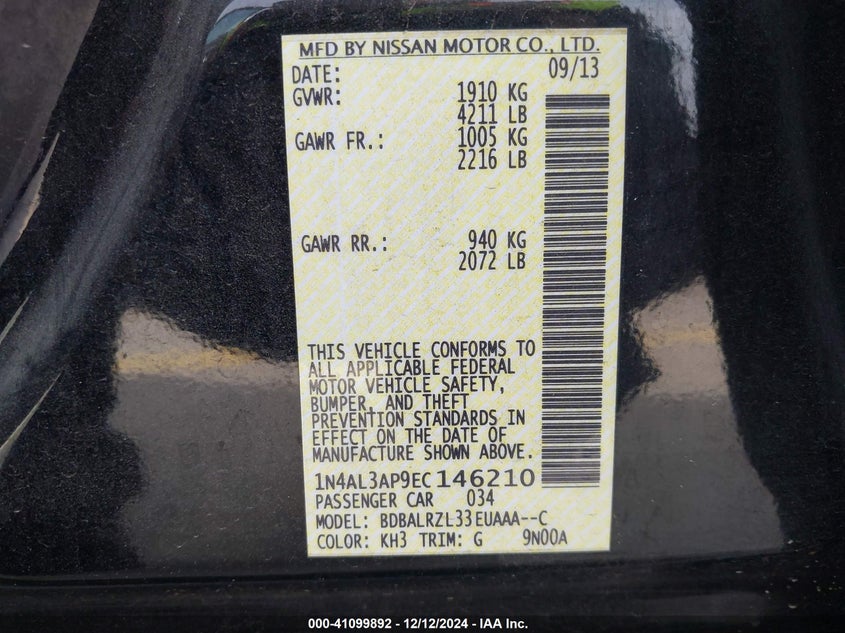 MFD BY NISSAN MOTOR CO., LTD.
DATE: 09/13
GVWR: 1910 KG
4211 LB
GAWR FR.: 1005 KG
2216 LB
GAWR RR.: 940 KG
2072 LB
THIS VEHICLE CONFORMS TO
ALL APPLICABLE FEDERAL
MOTOR VEHICLE SAFETY,
BUMPER, AND THEFT
PREVENTION STANDARDS IN
EFFECT ON THE DATE OF
MANUFACTURE SHOWN ABOVE.
1N4AL3AP9EC146210
PASSENGER CAR 034
MODEL: BDBALRZL33EUAAA--C
COLOR: KH3 TRIM: G 9N00A
000-41099892 - 12/12/2024 - IAA Inc.